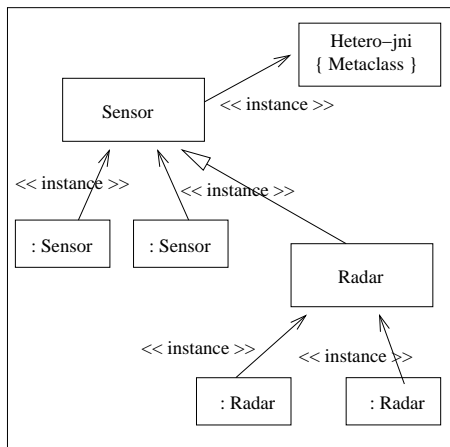 Hetero−jni
{ Metaclass }
Sensor
<< instance >>
<< instance >>
<< instance >>
: Sensor
: Sensor
Radar
<< instance >>
<< instance >>
: Radar
: Radar